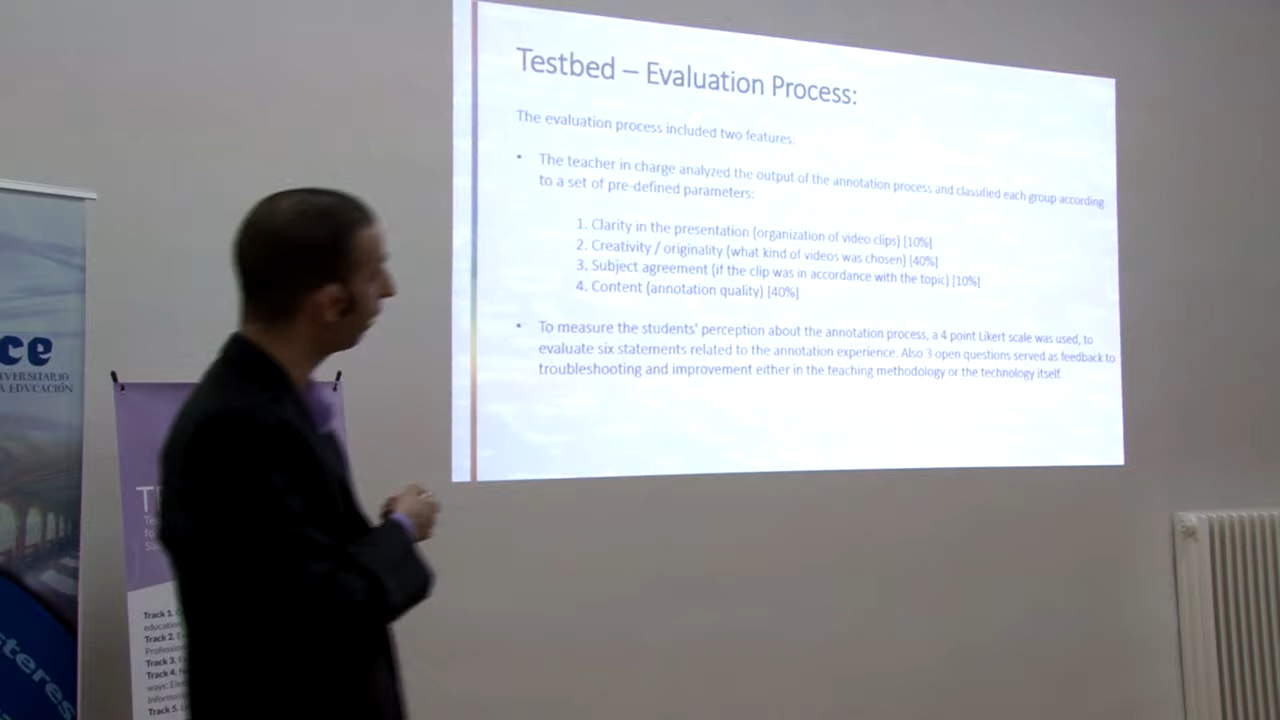 Testbed – Evaluation Process:
The evaluation process included two features:
• The teacher in charge analyzed the output of the annotation process and classified each group according
to a set of pre-defined parameters:
1. Clarity in the presentation (organization of video clips) [10%]
2. Creativity / originality (what kind of videos was chosen) [40%]
3. Subject agreement (if the clip was in accordance with the topic) [10%]
4. Content (annotation quality) [40%]
• To measure the students' perception about the annotation process, a 4 point Likert scale was used, to
evaluate six statements related to the annotation experience. Also 3 open questions served as feedback to
troubleshooting and improvement either in the teaching methodology or the technology itself.
ce
IVERSITARIO
A EDVCACIÓN
Track 1.
education
Track 2.
Track 3.
Track 4.
ways:
Track 5.